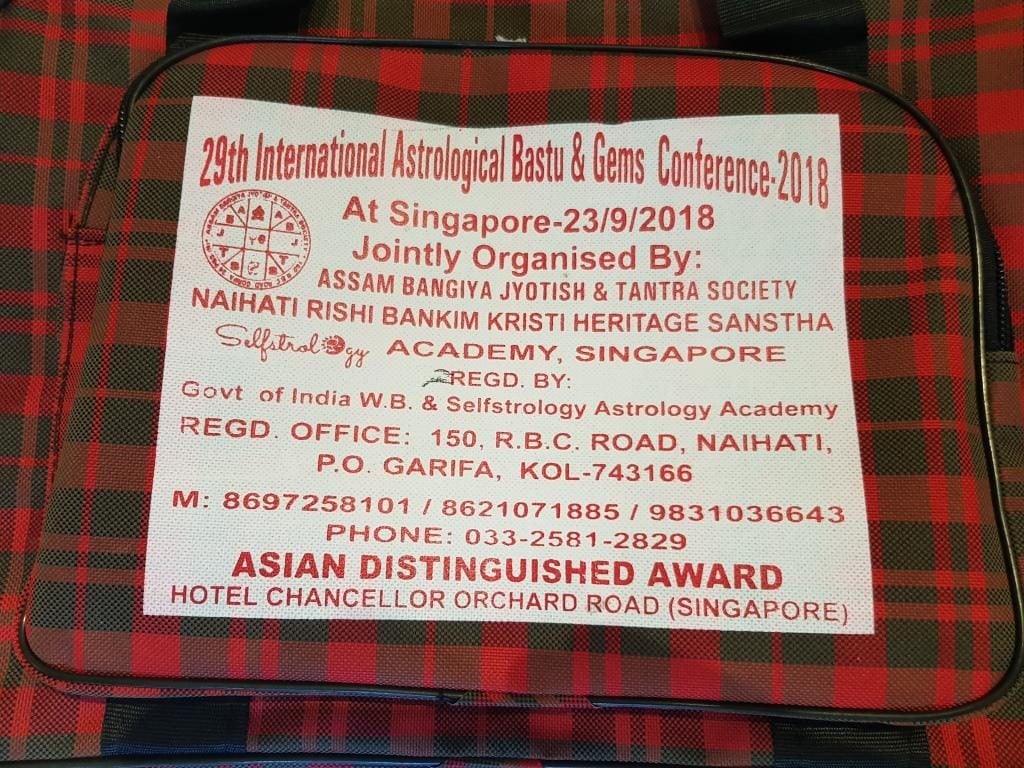 29th International Astrological Bastu & Gems Conference-2018
At Singapore-23/9/2018
Jointly Organised By:
ASSAM BANGIYA JYOTISH & TANTRA SOCIETY
NAIHATI RISHI BANKIM KRISTI HERITAGE SANSTHA
Selfstrology ACADEMY, SINGAPORE
REGD. BY:
Govt of India W.B. & Selfstrology Astrology Academy
REGD. OFFICE: 150, R.B.C. ROAD, NAIHATI,
P.O. GARIFA, KOL-743166
M: 8697258101 / 8621071885 / 9831036643
PHONE: 033-2581-2829
ASIAN DISTINGUISHED AWARD
HOTEL CHANCELLOR ORCHARD ROAD (SINGAPORE)